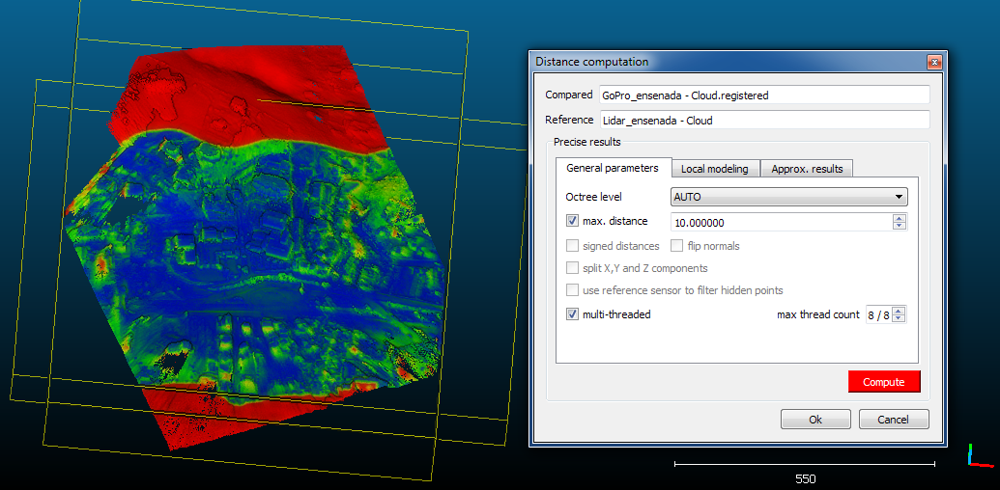 Distance computation
Compared GoPro_ensenada - Cloud.registered
Reference Lidar_ensenada - Cloud
Precise results
General parameters Local modeling Approx. results
Octree level AUTO
max. distance 10.000000
signed distances flip normals
split X,Y and Z components
use reference sensor to filter hidden points
multi-threaded max thread count 8 / 8
Compute
Ok Cancel
550